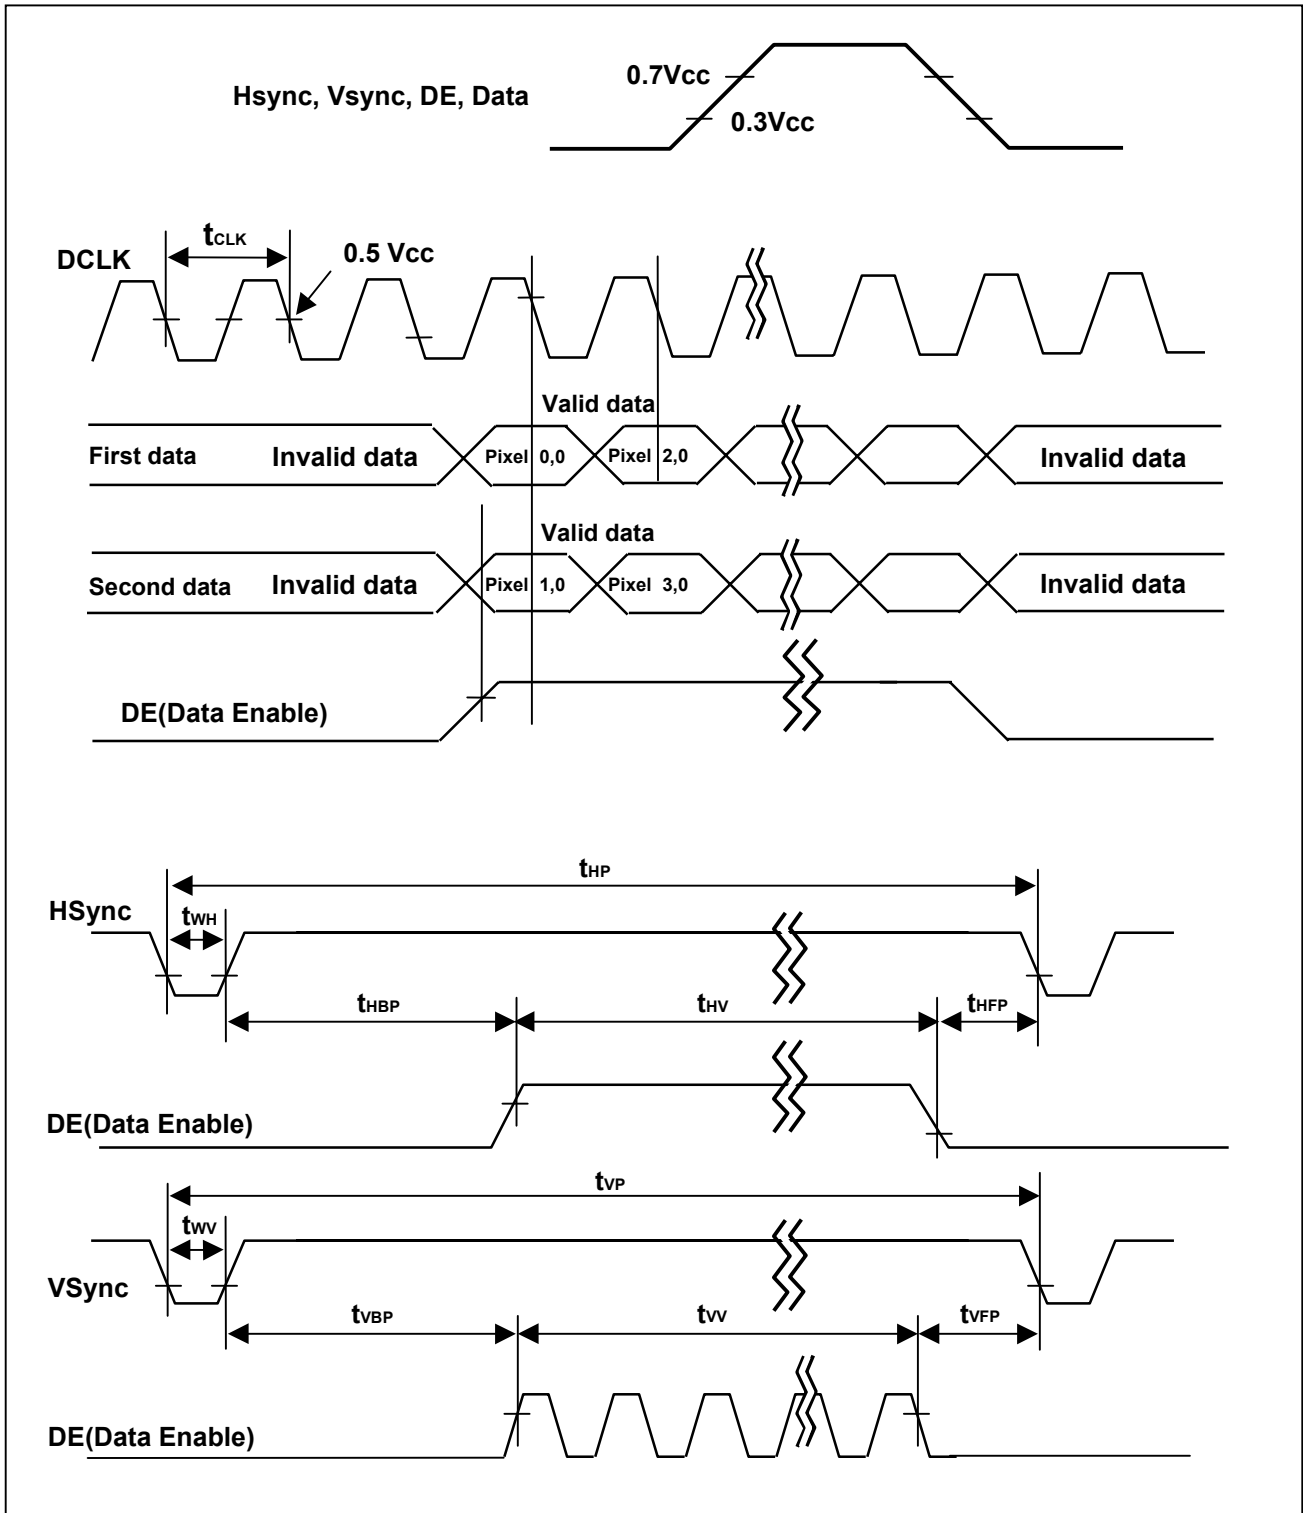 0.7Vcc
Hsync, Vsync, DE, Data
0.3Vcc
tCLK
DCLK
0.5 Vcc
Valid data
First data Invalid data Pixel 0,0 Pixel 2,0 Invalid data
Valid data
Second data Invalid data Pixel 1,0 Pixel 3,0 Invalid data
DE(Data Enable)
tHP
HSync
tWH
tHBP tHV tHFP
DE(Data Enable)
tVP
tWV
VSync
tVBP tVV tVFP
DE(Data Enable)